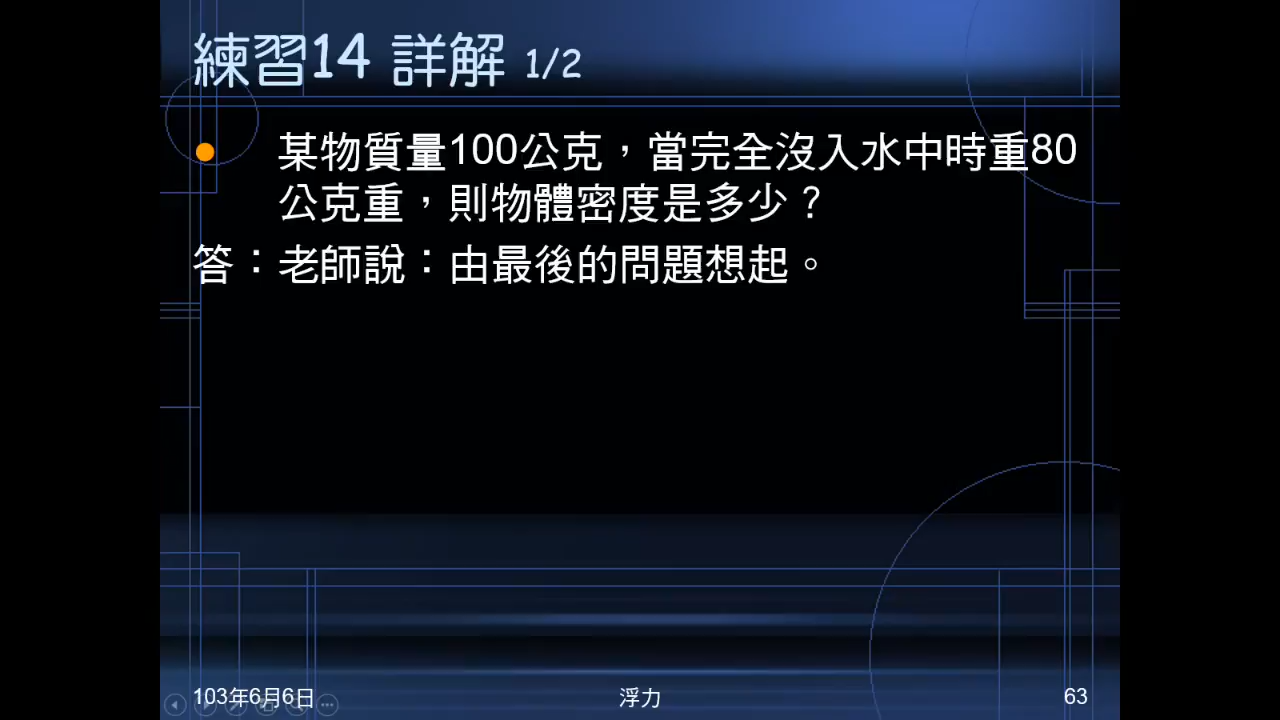 練習14 詳解 1/2
某物質量100公克，當完全沒入水中時重80
公克重，則物體密度是多少？
答：老師說：由最後的問題想起。
103年6月6日
浮力
63